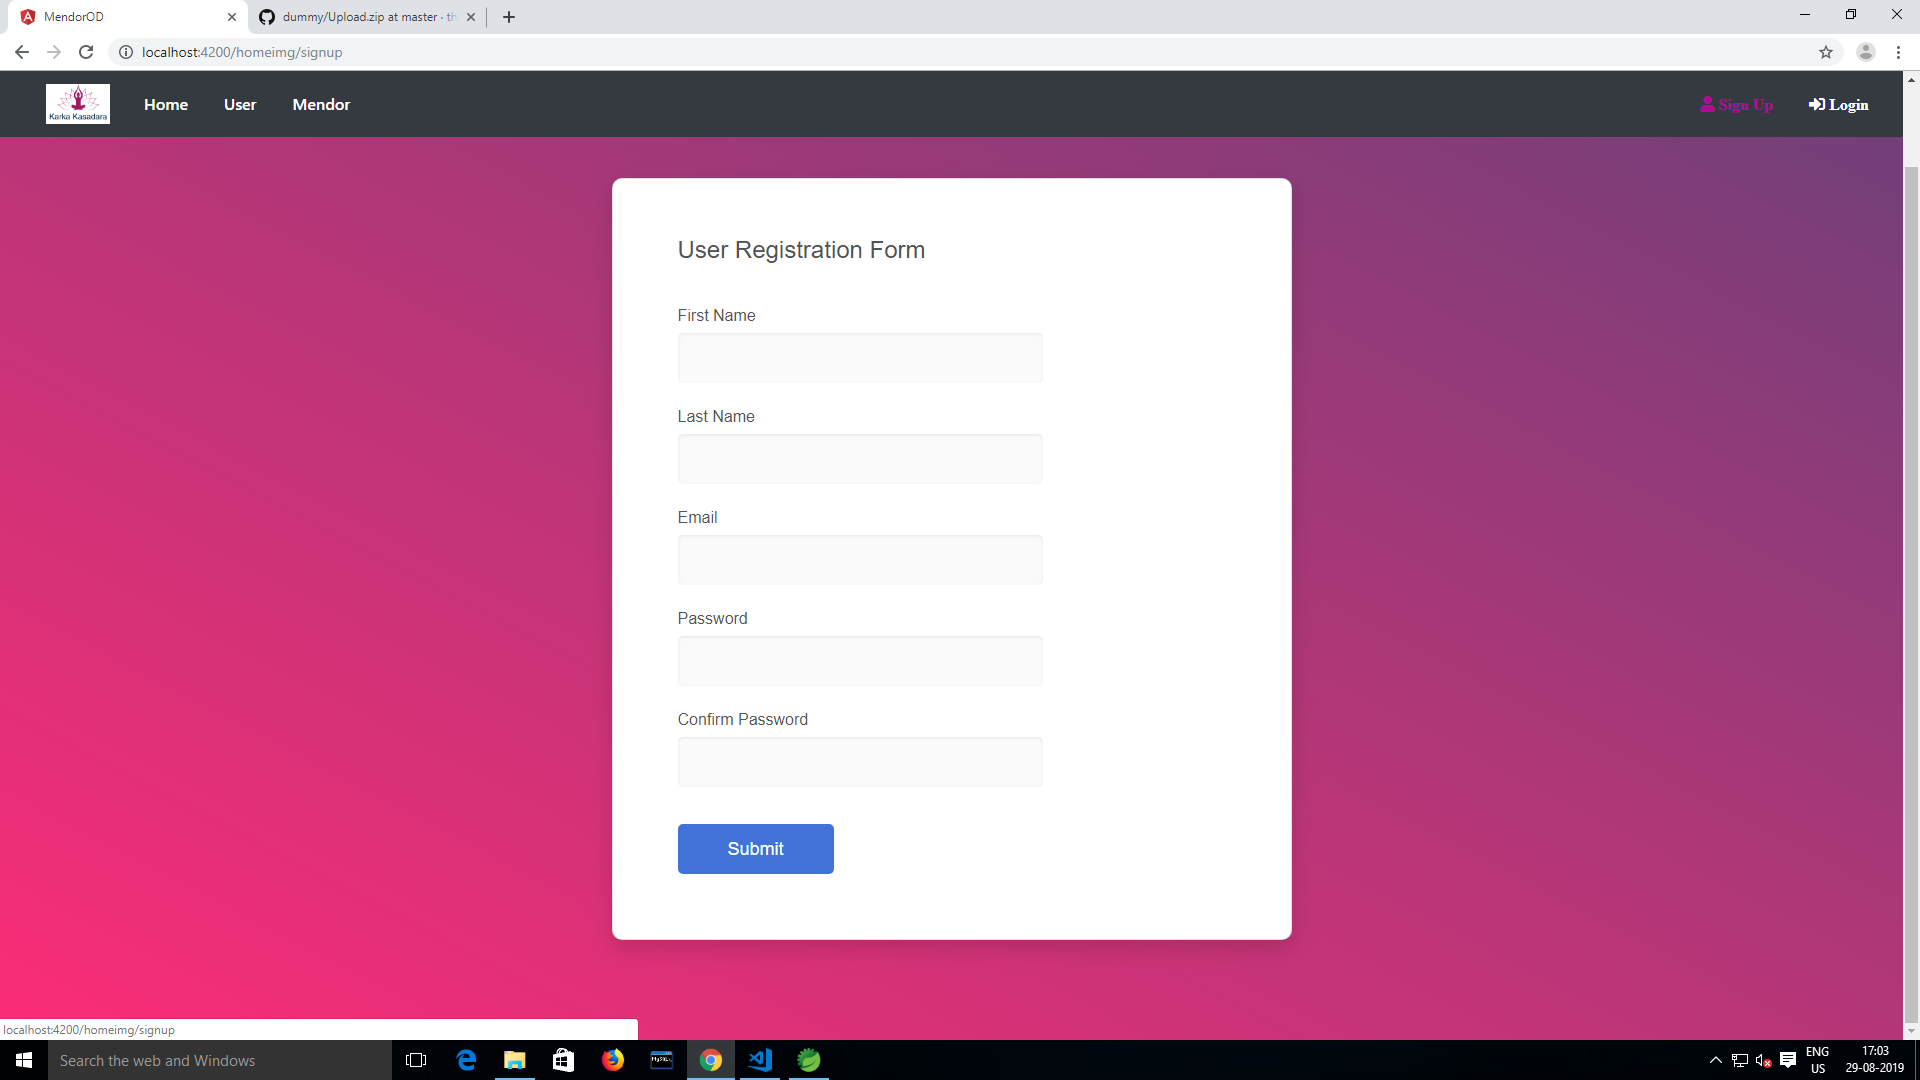 MendorOD
dummy/Upload.zip at master · th
localhost:4200/homeimg/signup
Karka Kasadara
Home
User
Mendor
Sign Up
Login
User Registration Form
First Name
Last Name
Email
Password
Confirm Password
Submit
localhost:4200/homeimg/signup
Search the web and Windows
MySQL
ENG
US
17:03
29-08-2019